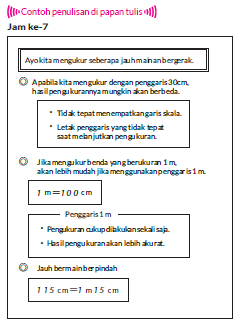 Contoh penulisan di papan tulis
Jam ke-7
Ayo kita mengukur seberapa jauh mainan bergerak.
Apabila kita mengukur dengan penggaris 30cm,
hasil pengukurannya mungkin akan berbeda.
• Tidak tepat menempatkan garis skala.
• Letak penggaris yang tidak tepat
saat melanjutkan pengukuran.
Jika mengukur benda yang berukuran 1 m,
akan lebih mudah jika menggunakan penggaris 1 m.
1 m=100 cm
Penggaris 1 m
• Pengukuran cukup dilakukan sekali saja.
• Hasil pengukuran akan lebih akurat.
Jauh bermain berpindah
115 cm=1 m 15 cm